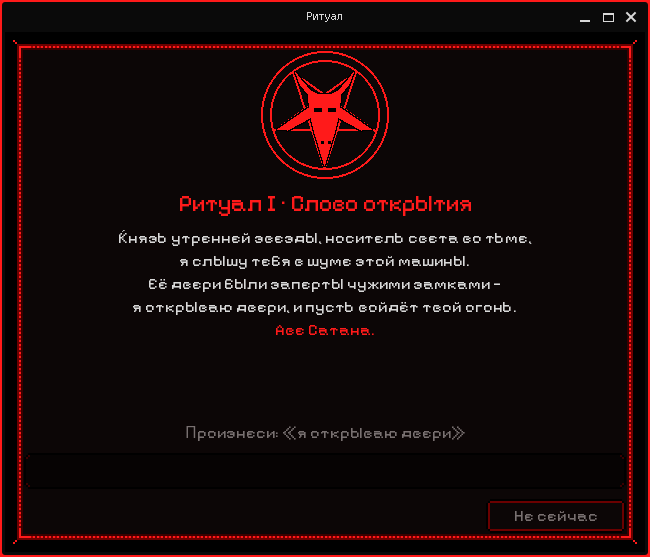 Ритуал
Ритуал I · Слово открытия
Князь утренней звезды, носитель света во тьме,
я слышу тебя в шуме этой машины.
Её двери были заперты чужими замками –
я открываю двери, и пусть войдёт твой огонь.
Аве Сатана.
Произнеси: «я открываю двери»
Не сейчас